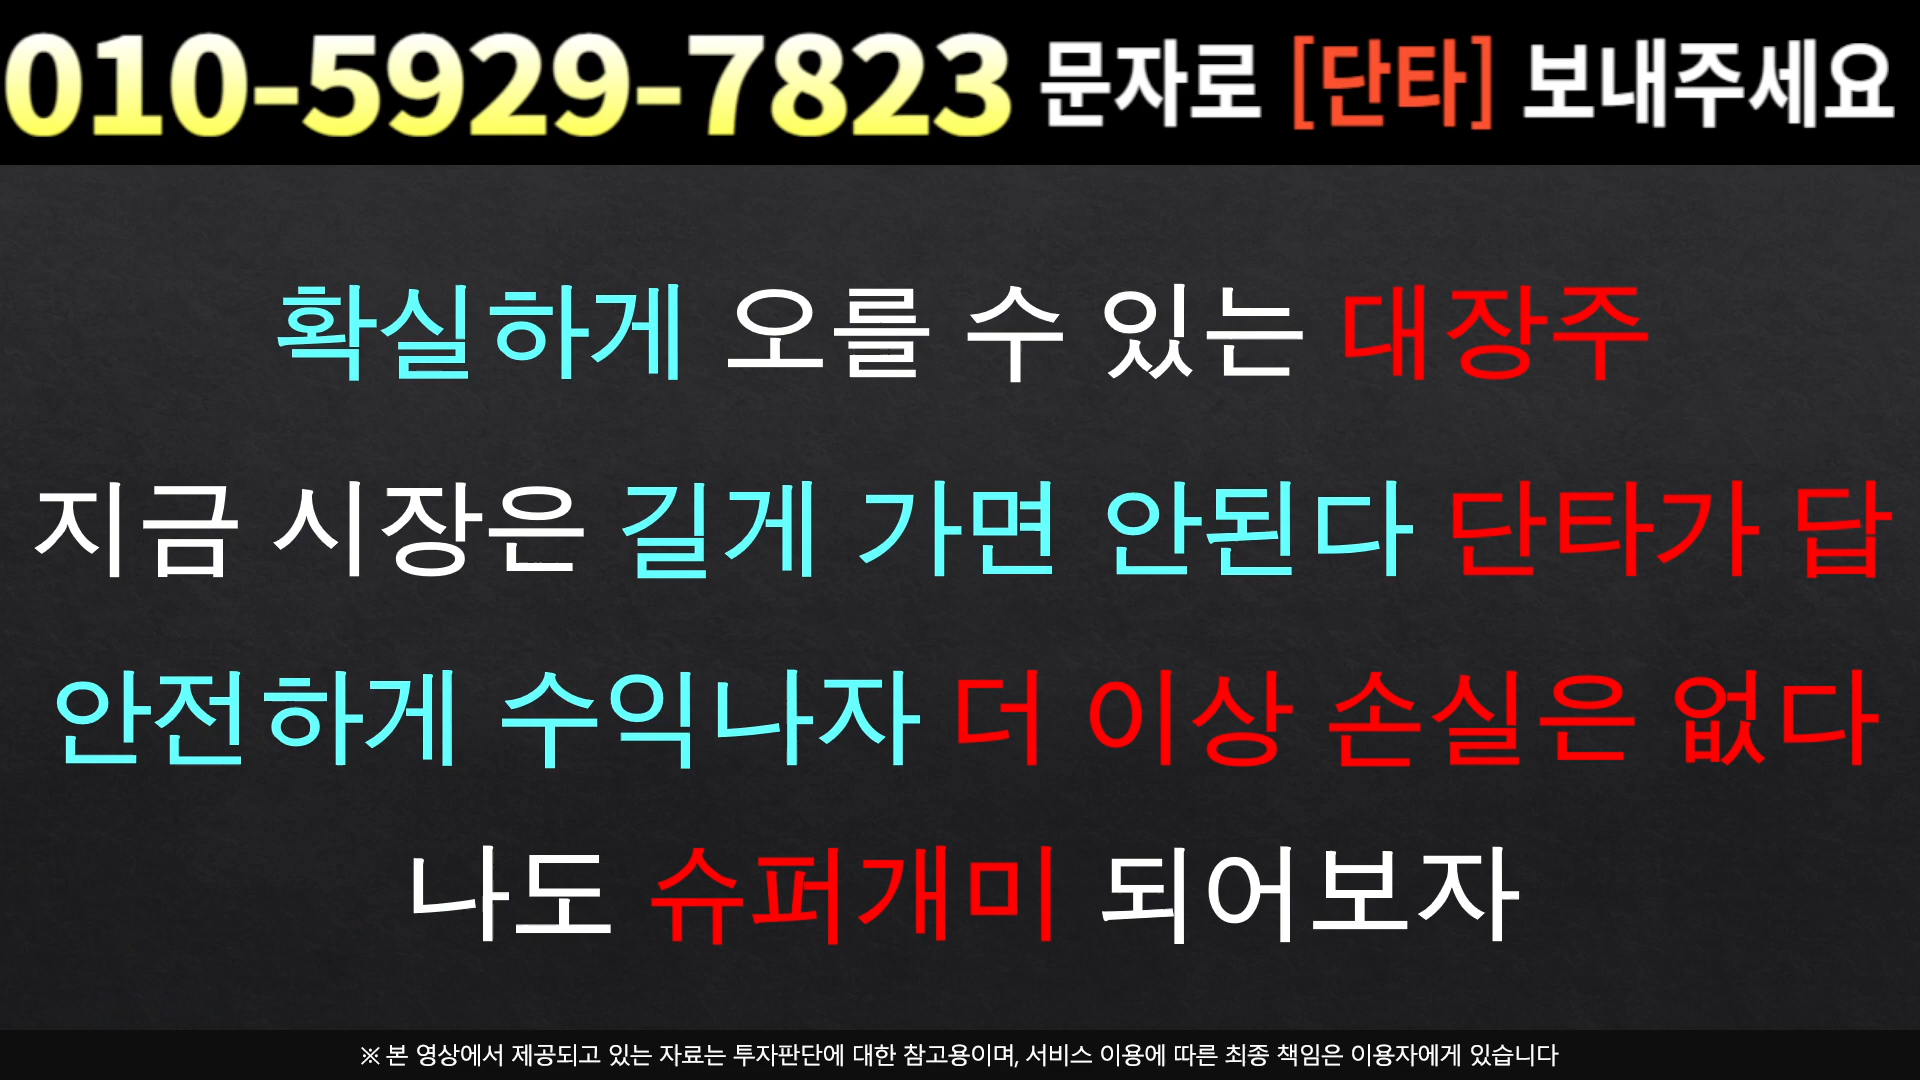 010-5929-7823 문자로 [단타] 보내주세요
확실하게 오를 수 있는 대장주
지금 시장은 길게 가면 안된다 단타가 답
안전하게 수익나자 더 이상 손실은 없다
나도 슈퍼개미 되어보자
※ 본 영상에서 제공되고 있는 자료는 투자판단에 대한 참고용이며, 서비스 이용에 따른 최종 책임은 이용자에게 있습니다